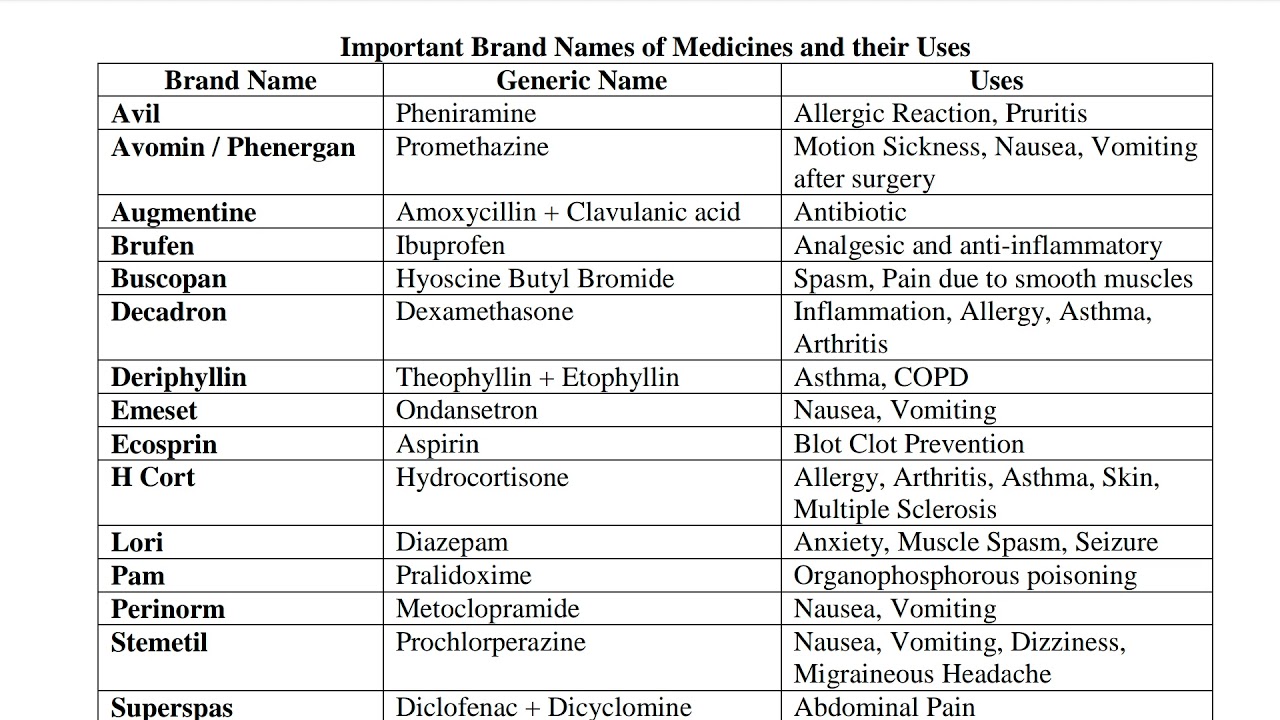 Important Brand Names of Medicines and their Uses
Brand Name Generic Name Uses
Avil Pheniramine Allergic Reaction, Pruritis
Avomin / Phenergan Promethazine Motion Sickness, Nausea, Vomiting
after surgery
Augmentine Amoxycillin + Clavulanic acid Antibiotic
Brufen Ibuprofen Analgesic and anti-inflammatory
Buscopan Hyoscine Butyl Bromide Spasm, Pain due to smooth muscles
Decadron Dexamethasone Inflammation, Allergy, Asthma,
Arthritis
Deriphyllin Theophyllin + Etophyllin Asthma, COPD
Emeset Ondansetron Nausea, Vomiting
Ecosprin Aspirin Blot Clot Prevention
H Cort Hydrocortisone Allergy, Arthritis, Asthma, Skin,
Multiple Sclerosis
Lori Diazepam Anxiety, Muscle Spasm, Seizure
Pam Pralidoxime Organophosphorous poisoning
Perinorm Metoclopramide Nausea, Vomiting
Stemetil Prochlorperazine Nausea, Vomiting, Dizziness,
Migraineous Headache
Superspas Diclofenac + Dicyclomine Abdominal Pain